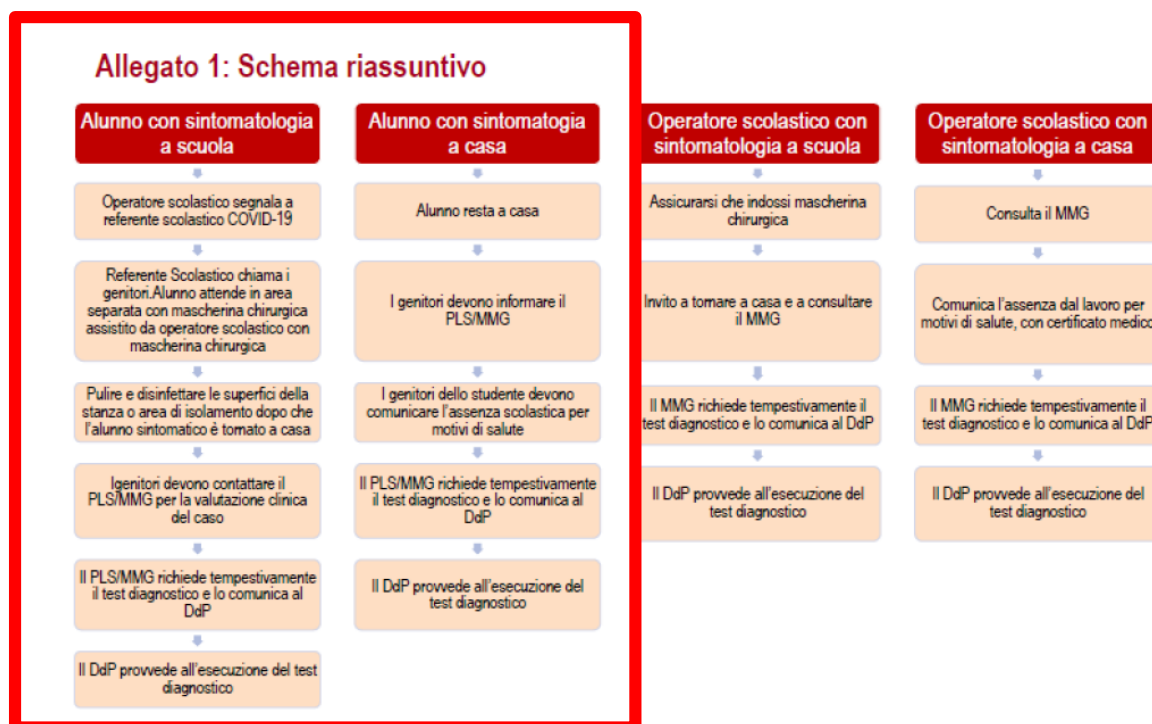 Allegato 1: Schema riassuntivo
Alunno con sintomatologia
a scuola
Operatore scolastico segnala a
referente scolastico COVID-19
Referente Scolastico chiama i
genitori.Alunno attende in area
separata con mascherina chirurgica
assistito da operatore scolastico con
mascherina chirurgica
Pulire e disinfettare le superfici della
stanza o area di isolamento dopo che
l'alunno sintomatico è tornato a casa
Igenitori devono contattare il
PLS/MMG per la valutazione clinica
del caso
Il PLS/MMG richiede tempestivamente
il test diagnostico e lo comunica al
DdP
Il DdP provvede all'esecuzione del test
diagnostico
Alunno con sintomatogia
a casa
Alunno resta a casa
I genitori devono informare il
PLS/MMG
I genitori dello studente devono
comunicare l'assenza scolastica per
motivi di salute
Il PLS/MMG richiede tempestivamente
il test diagnostico e lo comunica al
DdP
Il DdP provvede all'esecuzione del
test diagnostico
Operatore scolastico con
sintomatologia a scuola
Assicurarsi che indossi mascherina
chirurgica
Invito a tornare a casa e a consultare
il MMG
Il MMG richiede tempestivamente il
test diagnostico e lo comunica al DdP
Il DdP provvede all'esecuzione del
test diagnostico
Operatore scolastico con
sintomatologia a casa
Consulta il MMG
Comunica l'assenza dal lavoro per
motivi di salute, con certificato medico
Il MMG richiede tempestivamente il
test diagnostico e lo comunica al DdP
Il DdP provvede all'esecuzione del
test diagnostico